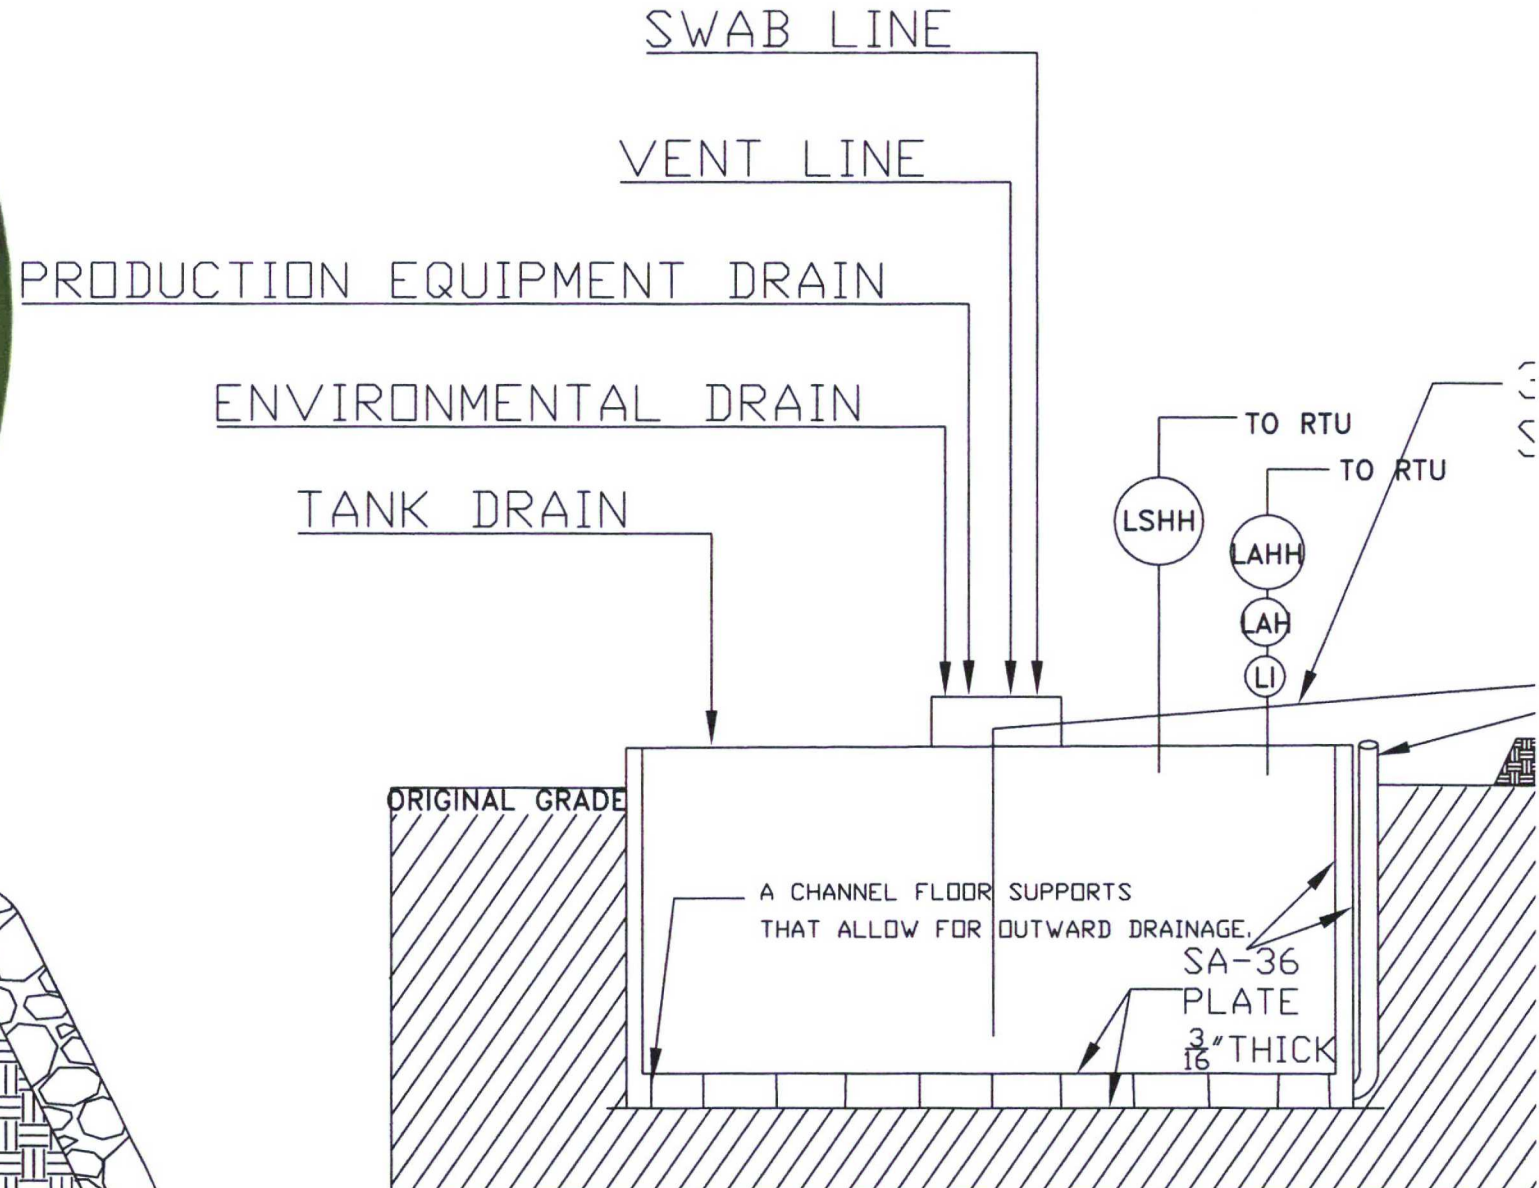 SWAB LINE
VENT LINE
PRODUCTION EQUIPMENT DRAIN
ENVIRONMENTAL DRAIN
TO RTU
TO RTU
TANK DRAIN
LSHH
LAHH
LAH
LI
ORIGINAL GRADE
A CHANNEL FLOOR SUPPORTS
THAT ALLOW FOR OUTWARD DRAINAGE.
SA-36
PLATE
3/16" THICK